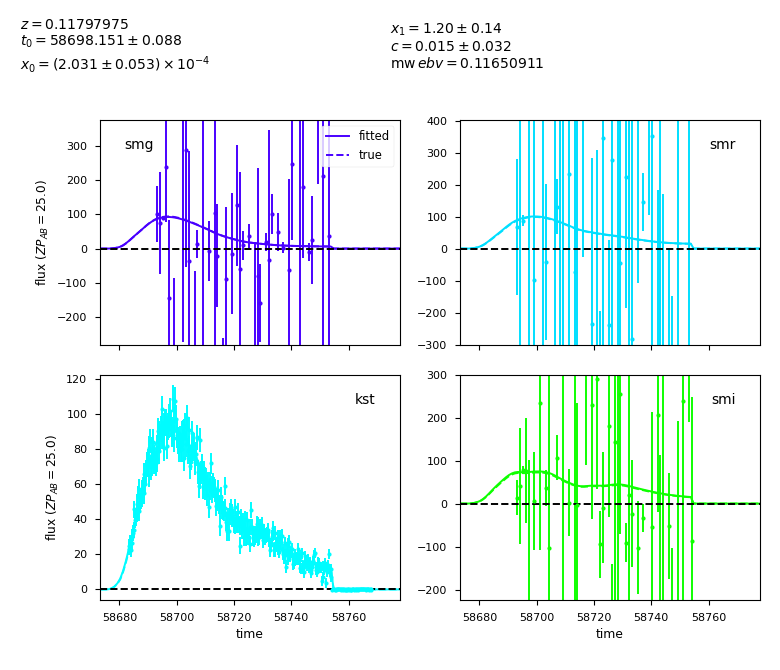 z = 0.11797975
t₀ = 58698.151 ± 0.088
x₀ = (2.031 ± 0.053) × 10⁻⁴
x₁ = 1.20 ± 0.14
c = 0.015 ± 0.032
mw ebv = 0.11650911
smg
fitted
true
flux (ZP_AB = 25.0)
300
200
100
0
−100
−200
smr
400
300
200
100
0
−100
−200
−300
kst
flux (ZP_AB = 25.0)
120
100
80
60
40
20
0
58680 58700 58720 58740 58760
time
smi
300
200
100
0
−100
−200
58680 58700 58720 58740 58760
time